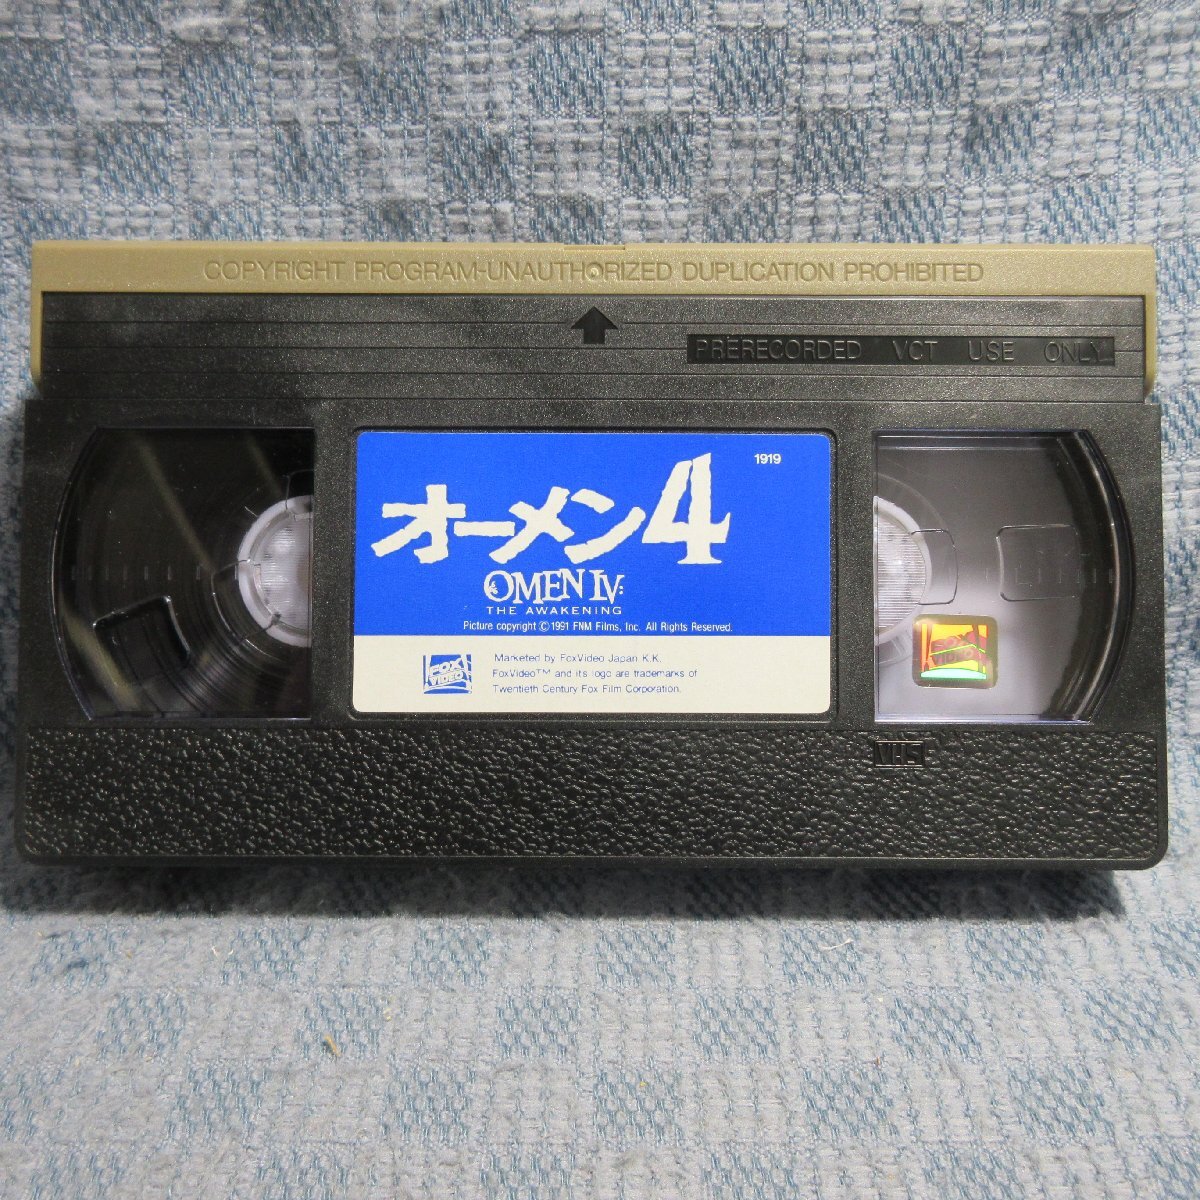 COPYRIGHT PROGRAM-UNAUTHORIZED DUPLICATION PROHIBITED
PRERECORDED VCT USE ONLY
1919
オーメン4
OMEN IV:
THE AWAKENING
Picture copyright ©1991 FNM Films, Inc. All Rights Reserved.
FOX VIDEO
Marketed by FoxVideo Japan K.K.
FoxVideo™ and its logo are trademarks of
Twentieth Century Fox Film Corporation.
FOX
VIDEO
VHS